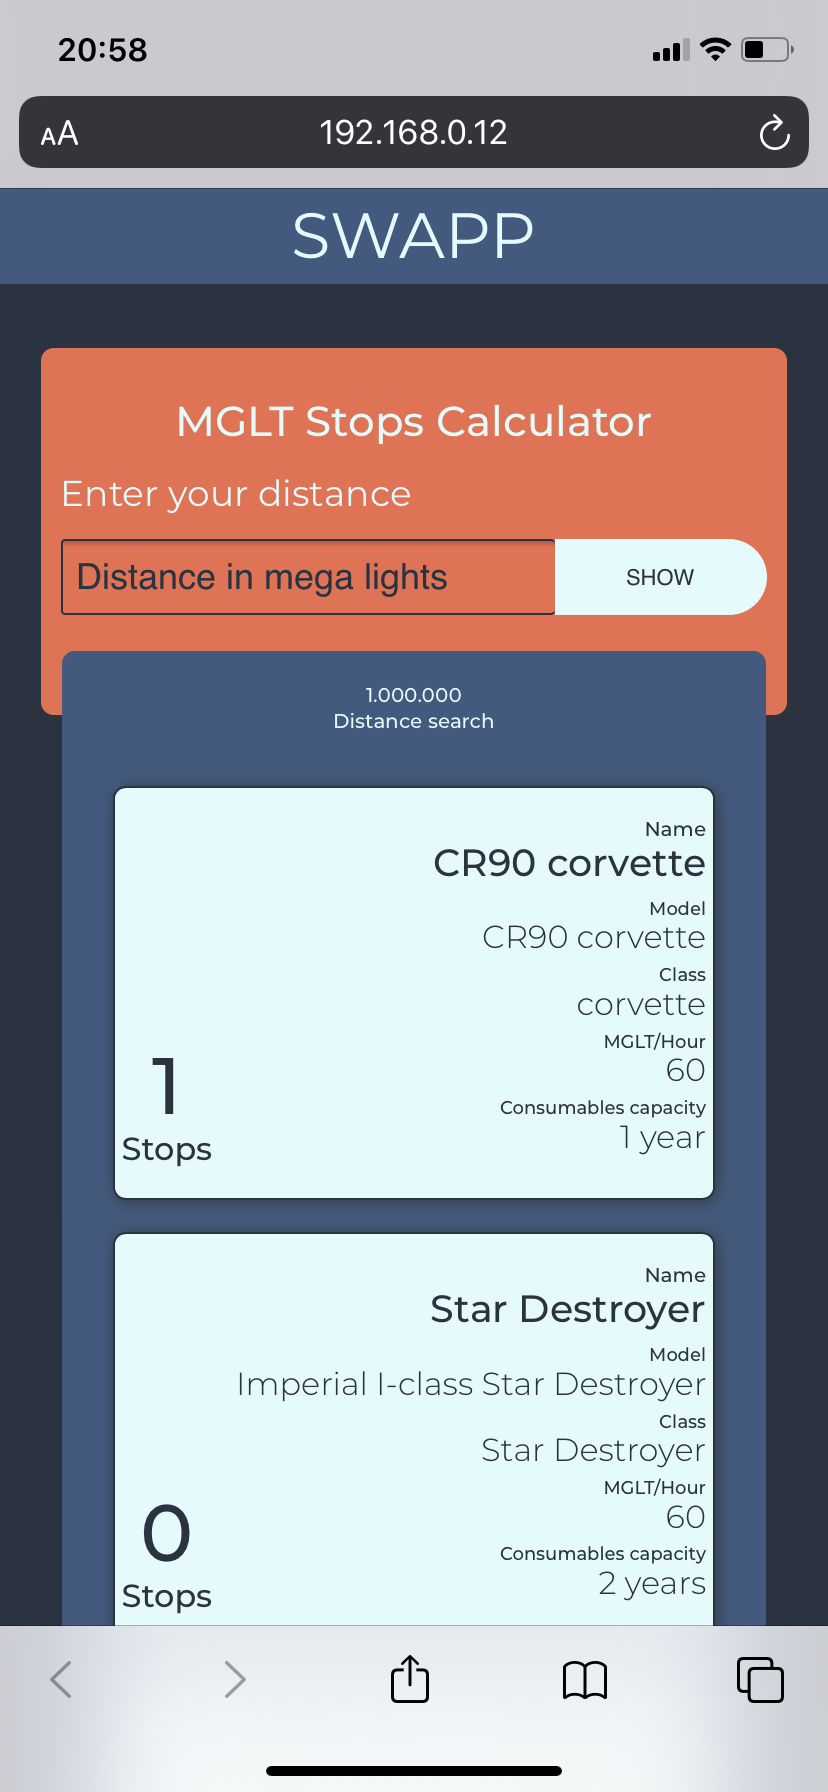 20:58
AA
192.168.0.12
SWAPP
MGLT Stops Calculator
Enter your distance
Distance in mega lights
SHOW
1.000.000
Distance search
Name
CR90 corvette
Model
CR90 corvette
Class
corvette
MGLT/Hour
60
Consumables capacity
1 year
1
Stops
Name
Star Destroyer
Model
Imperial I-class Star Destroyer
Class
Star Destroyer
MGLT/Hour
60
Consumables capacity
2 years
0
Stops